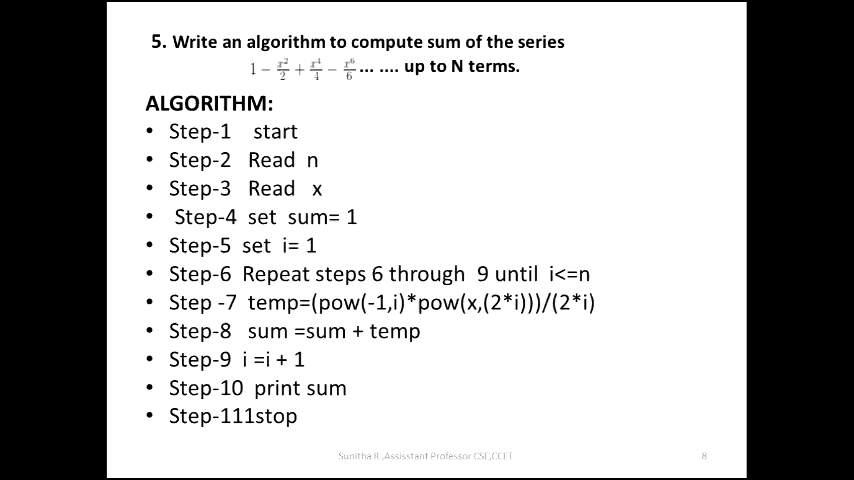 5. Write an algorithm to compute sum of the series
1 − x²/2 + x⁴/4 − x⁶/6 ... .... up to N terms.
ALGORITHM:
• Step-1 start
• Step-2 Read n
• Step-3 Read x
• Step-4 set sum= 1
• Step-5 set i= 1
• Step-6 Repeat steps 6 through 9 until i<=n
• Step -7 temp=(pow(-1,i)*pow(x,(2*i)))/(2*i)
• Step-8 sum =sum + temp
• Step-9 i =i + 1
• Step-10 print sum
• Step-111stop
Sunitha R ,Assisstant Professor CSE,CCET
8